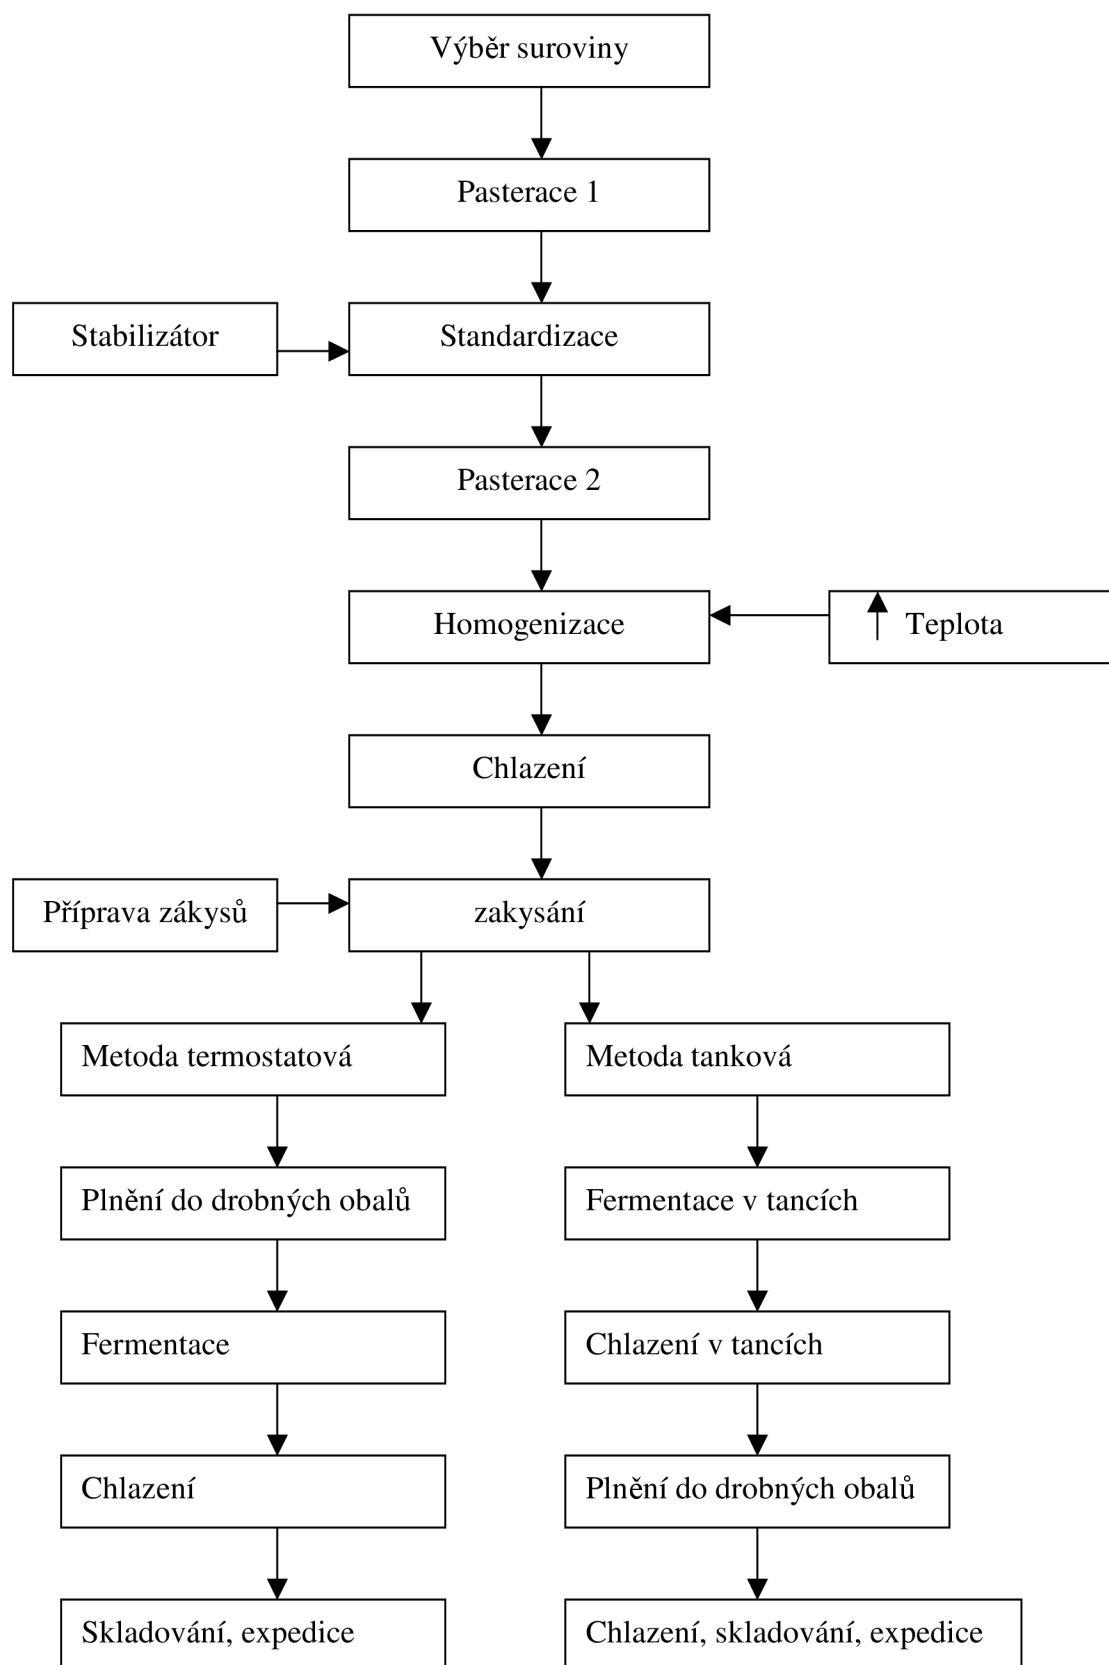 Výběr suroviny
Pasterace 1
Stabilizátor
Standardizace
Pasterace 2
Homogenizace
Teplota
Chlazení
Příprava zákysů
zakysání
Metoda termostatová
Metoda tanková
Plnění do drobných obalů
Fermentace v tancích
Fermentace
Chlazení v tancích
Chlazení
Plnění do drobných obalů
Skladování, expedice
Chlazení, skladování, expedice